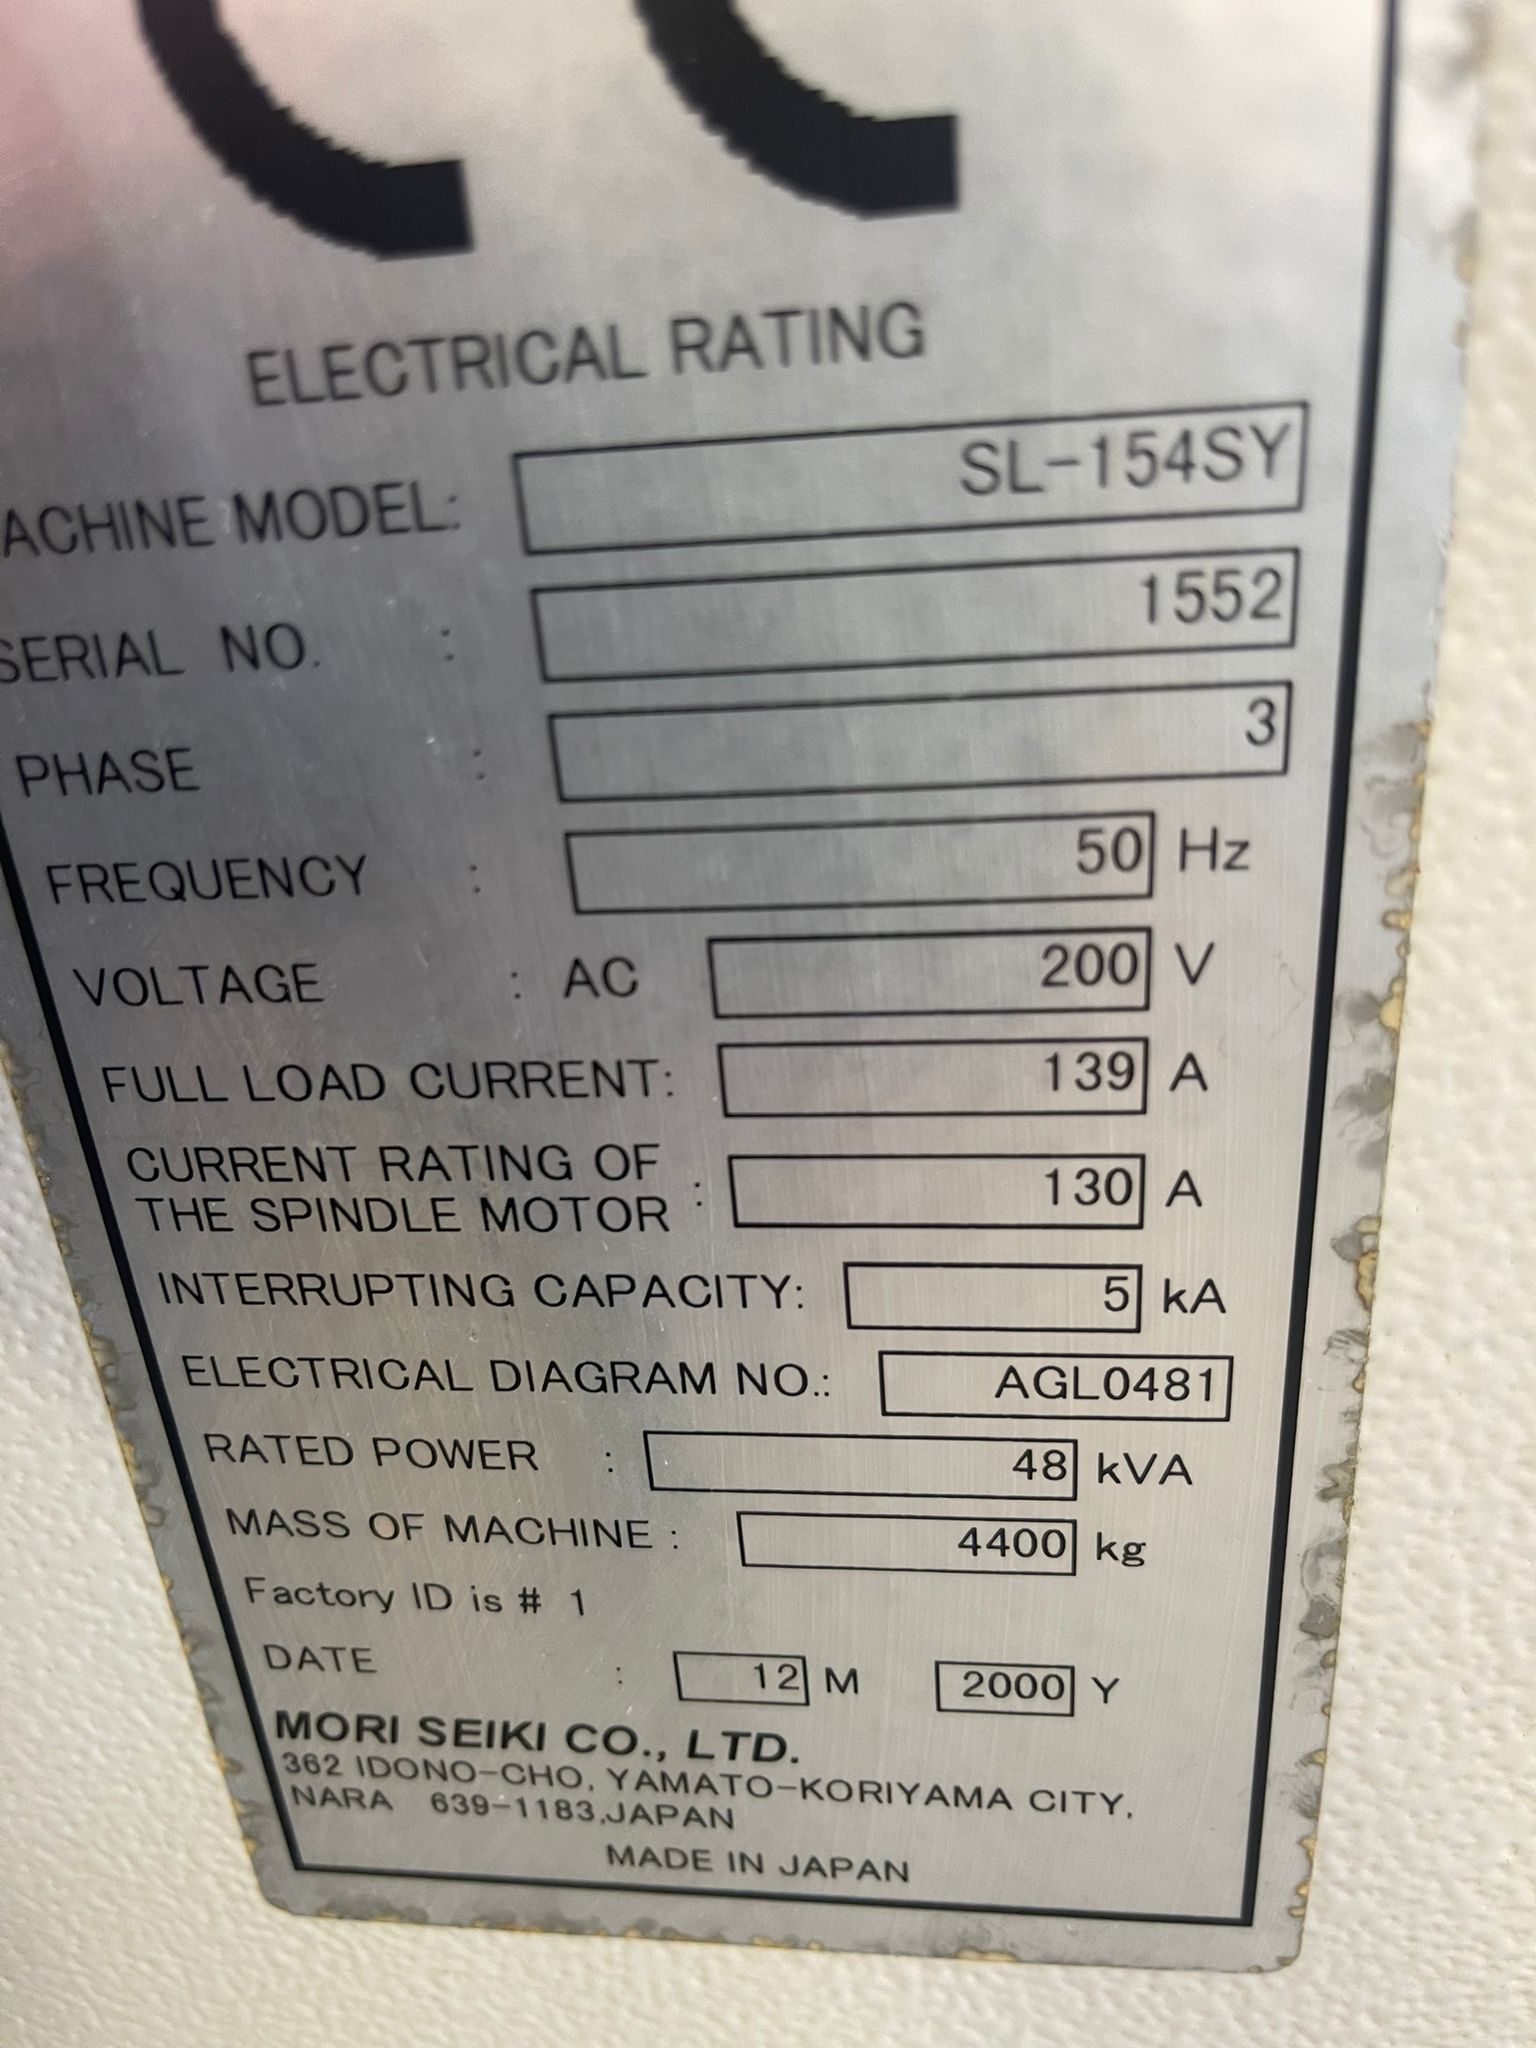 ELECTRICAL RATING
ACHINE MODEL: SL-154SY
SERIAL NO. : 1552
PHASE : 3
FREQUENCY : 50 Hz
VOLTAGE : AC 200 V
FULL LOAD CURRENT: 139 A
CURRENT RATING OF
THE SPINDLE MOTOR : 130 A
INTERRUPTING CAPACITY: 5 kA
ELECTRICAL DIAGRAM NO.: AGL0481
RATED POWER : 48 kVA
MASS OF MACHINE : 4400 kg
Factory ID is # 1
DATE : 12 M 2000 Y
MORI SEIKI CO., LTD.
362 IDONO-CHO, YAMATO-KORIYAMA CITY,
NARA 639-1183,JAPAN
MADE IN JAPAN